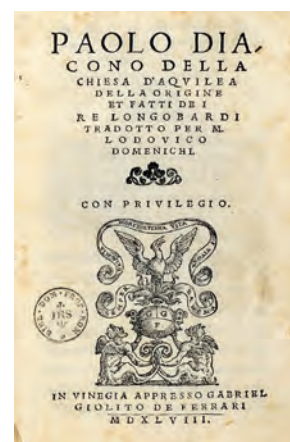 PAOLO DIA,
CONO DELLA
CHIESA D'AQVILEA
DELLA ORIGINE
ET FATTI DE I
RE LONGOBARDI
TRADOTTO PER M.
LODOVICO
DOMENICHI.
CON PRIVILEGIO.
G G
F
IN VINEGIA APPRESSO GABRIEL
GIOLITO DE FERRARI
MDXLVIII.